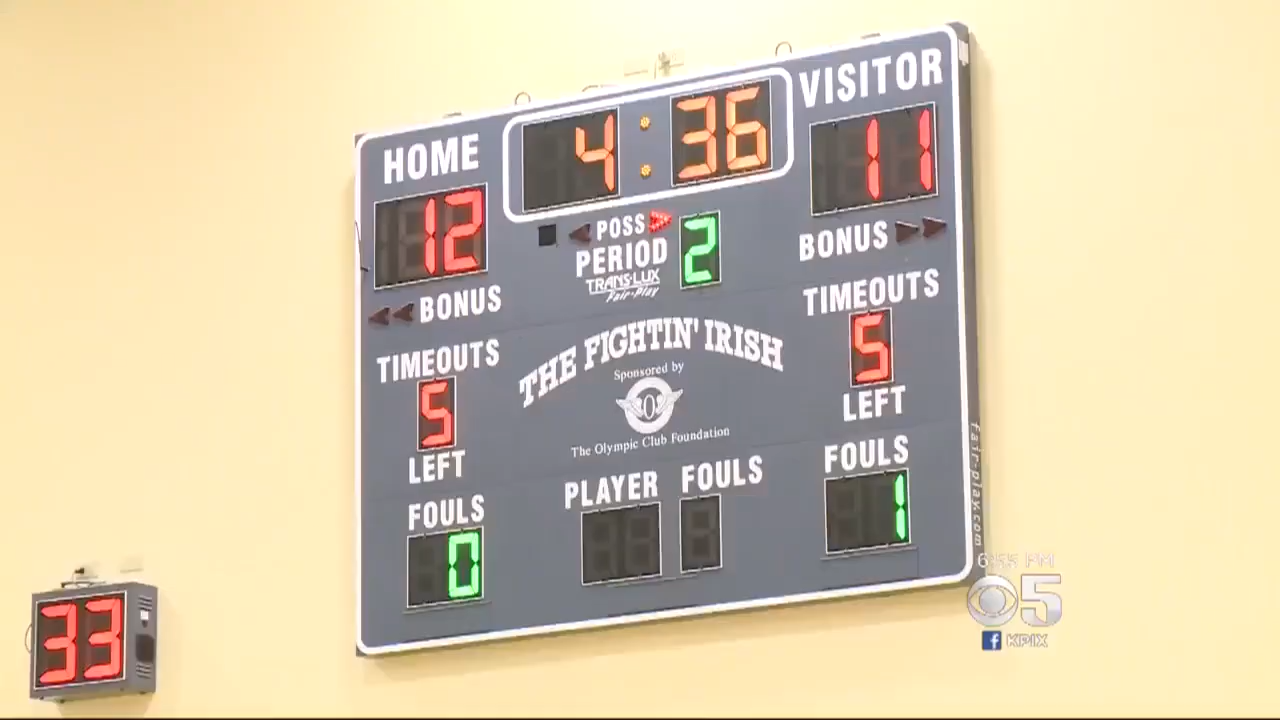 HOME
4:36
VISITOR
12
11
POSS
PERIOD
2
TRANS-LUX
Fair-Play
BONUS
BONUS
TIMEOUTS
5
LEFT
TIMEOUTS
5
LEFT
THE FIGHTIN' IRISH
Sponsored by
O
The Olympic Club Foundation
FOULS
0
PLAYER FOULS
FOULS
1
fair-play.com
33
6:55 PM
5
f KPIX